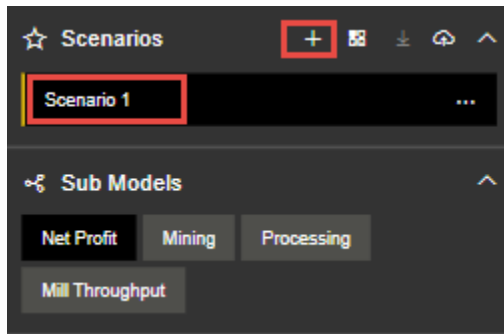 Scenarios
Scenario 1
Sub Models
Net Profit Mining Processing
Mill Throughput